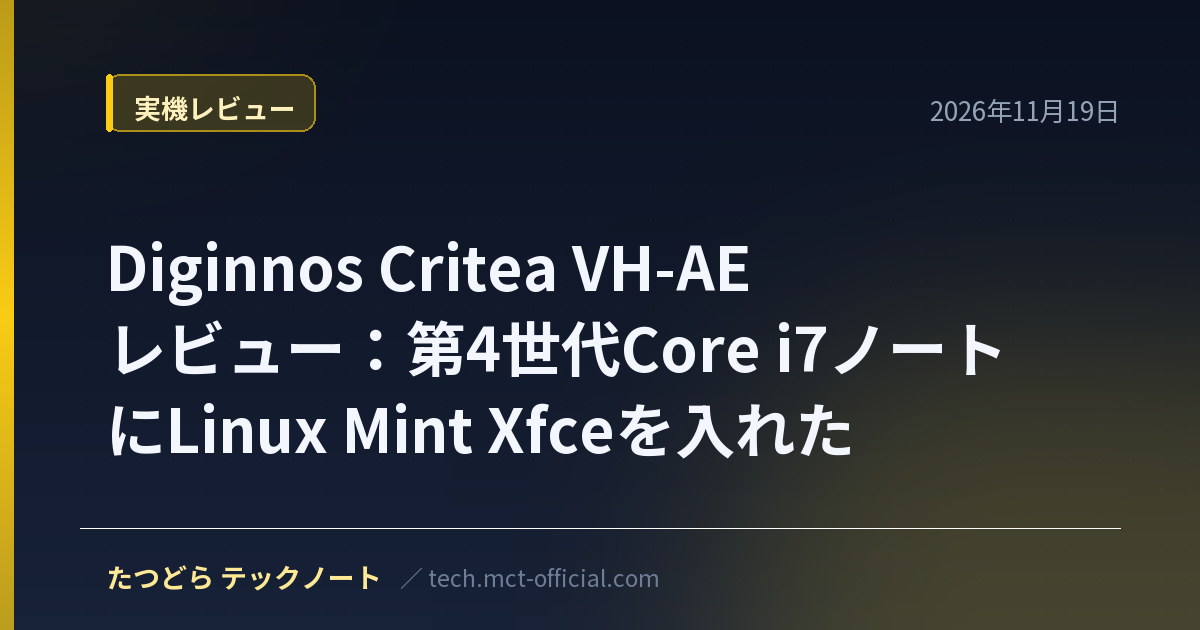 実機レビュー
2026年11月19日
Diginnos Critea VH-AE
レビュー：第4世代Core i7ノート
にLinux Mint Xfceを入れた
たつどら テックノート ／ tech.mct-official.com